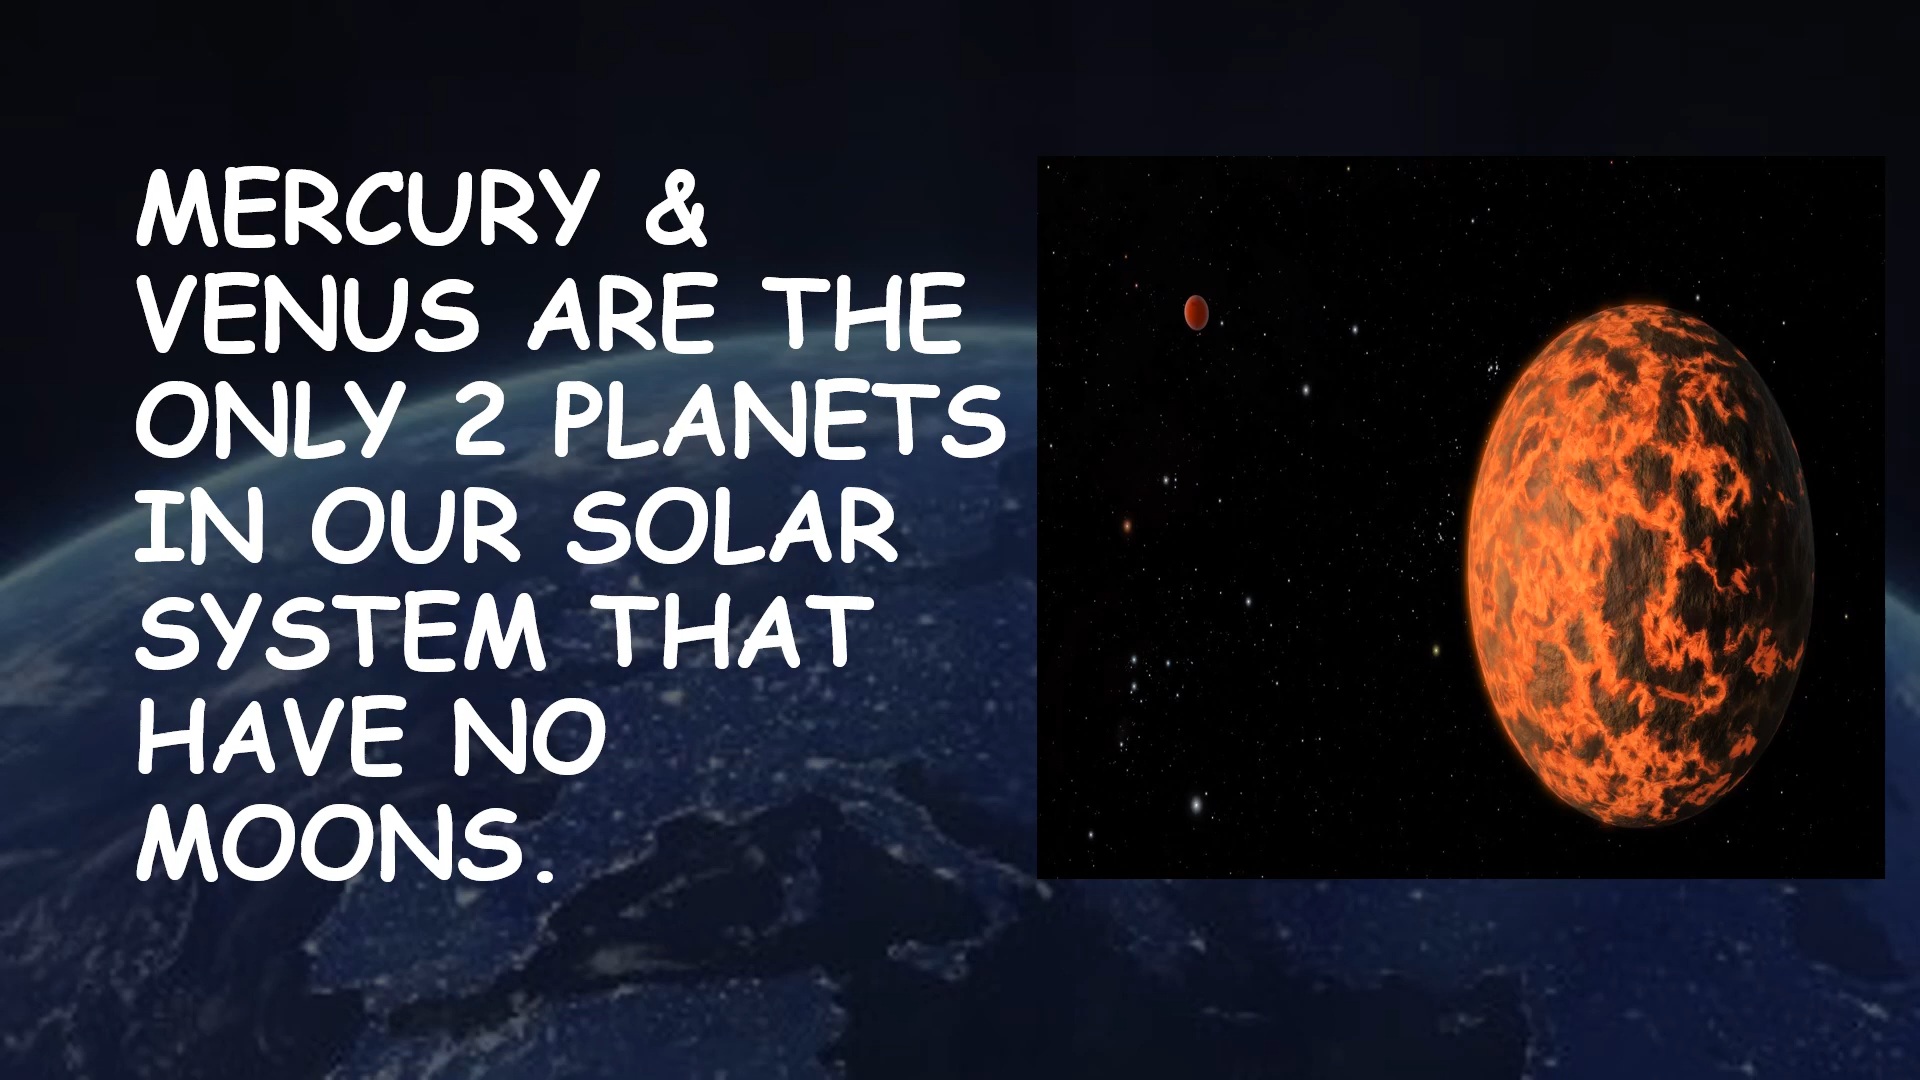 MERCURY &
VENUS ARE THE
ONLY 2 PLANETS
IN OUR SOLAR
SYSTEM THAT
HAVE NO
MOONS.